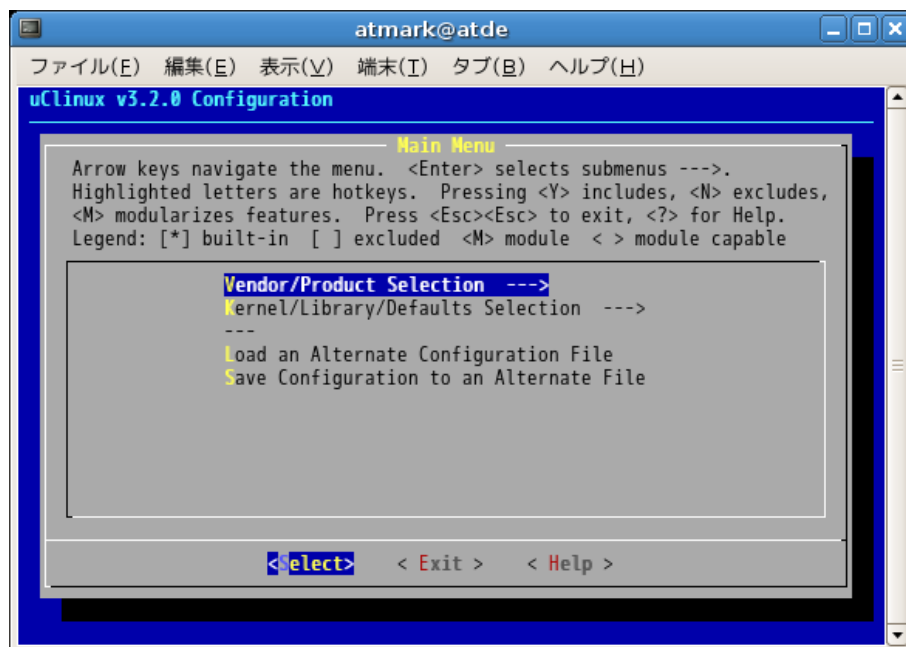 atmark@atde
ファイル(F) 編集(E) 表示(V) 端末(T) タブ(B) ヘルプ(H)
uClinux v3.2.0 Configuration
Main Menu
Arrow keys navigate the menu. <Enter> selects submenus --->.
Highlighted letters are hotkeys. Pressing <Y> includes, <N> excludes,
<M> modularizes features. Press <Esc><Esc> to exit, <?> for Help.
Legend: [*] built-in [ ] excluded <M> module < > module capable
Vendor/Product Selection --->
Kernel/Library/Defaults Selection --->
---
Load an Alternate Configuration File
Save Configuration to an Alternate File
<Select> < Exit > < Help >